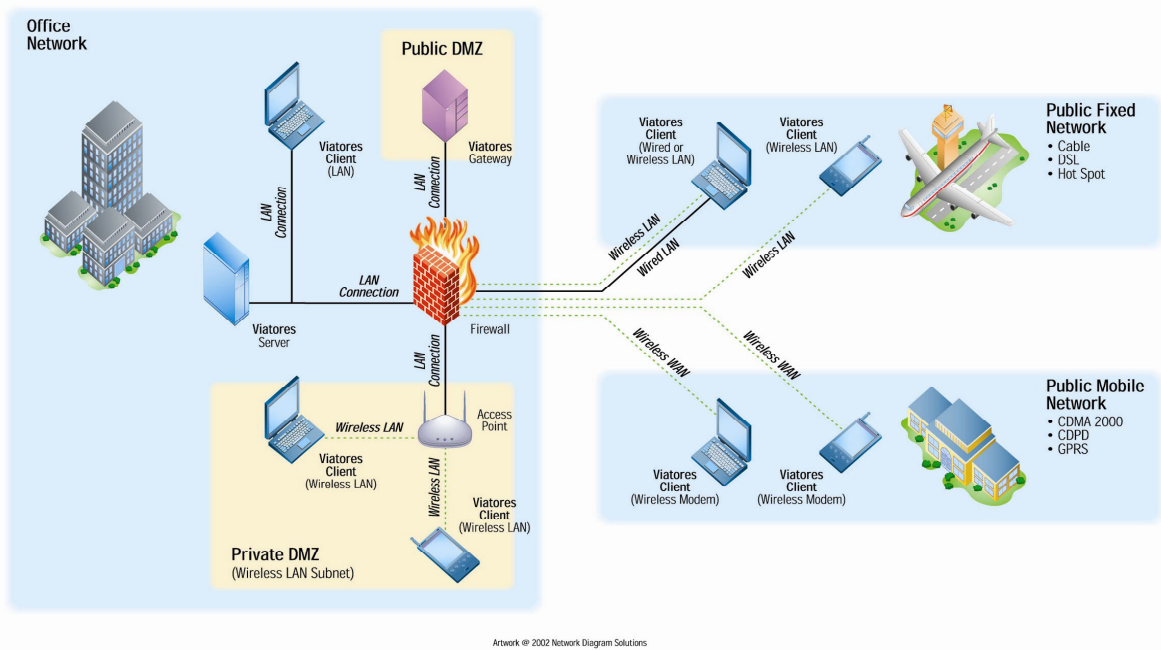 Office
Network
Public DMZ
Viatores
Client
(LAN)
Viatores
Gateway
LAN
Connection
LAN
Connection
LAN
Connection
Viatores
Server
Firewall
LAN
Connection
Access
Point
Wireless LAN
Viatores
Client
(Wireless LAN)
Wireless LAN
Viatores
Client
(Wireless LAN)
Private DMZ
(Wireless LAN Subnet)
Viatores
Client
(Wired or
Wireless LAN)
Viatores
Client
(Wireless LAN)
Public Fixed
Network
• Cable
• DSL
• Hot Spot
Wireless LAN
Wired LAN
Wireless LAN
Wireless WAN
Wireless WAN
Public Mobile
Network
• CDMA 2000
• CDPD
• GPRS
Viatores
Client
(Wireless Modem)
Viatores
Client
(Wireless Modem)
Artwork @ 2002 Network Diagram Solutions